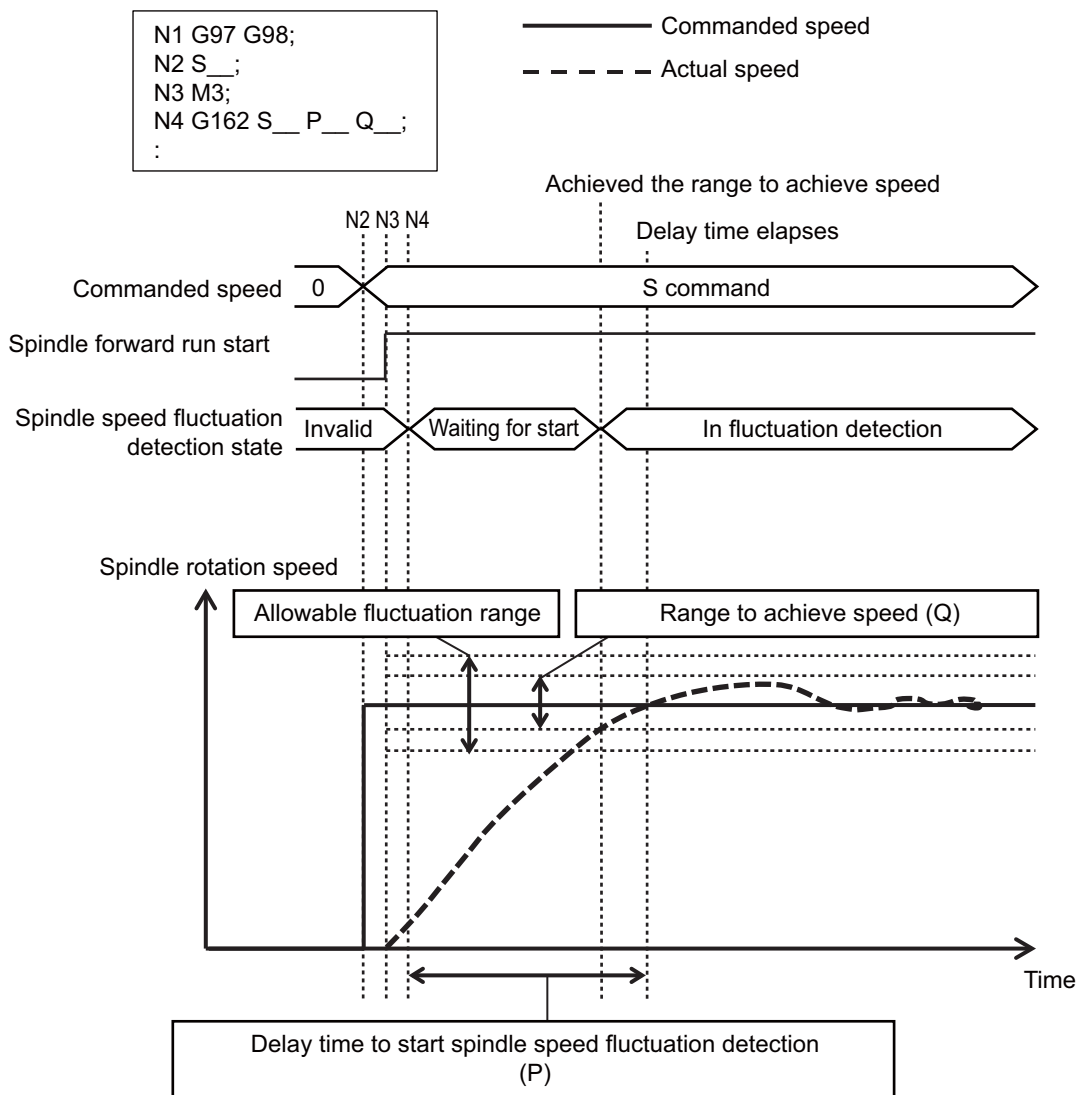 N1 G97 G98;
N2 S__;
N3 M3;
N4 G162 S__ P__ Q__;
:
Commanded speed
Actual speed
Achieved the range to achieve speed
N2 N3 N4
Delay time elapses
Commanded speed
0
S command
Spindle forward run start
Spindle speed fluctuation
detection state
Invalid
Waiting for start
In fluctuation detection
Spindle rotation speed
Allowable fluctuation range
Range to achieve speed (Q)
Time
Delay time to start spindle speed fluctuation detection
(P)